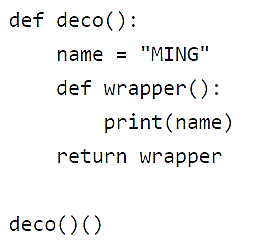 def deco():
    name = "MING"
    def wrapper():
        print(name)
    return wrapper

deco()()